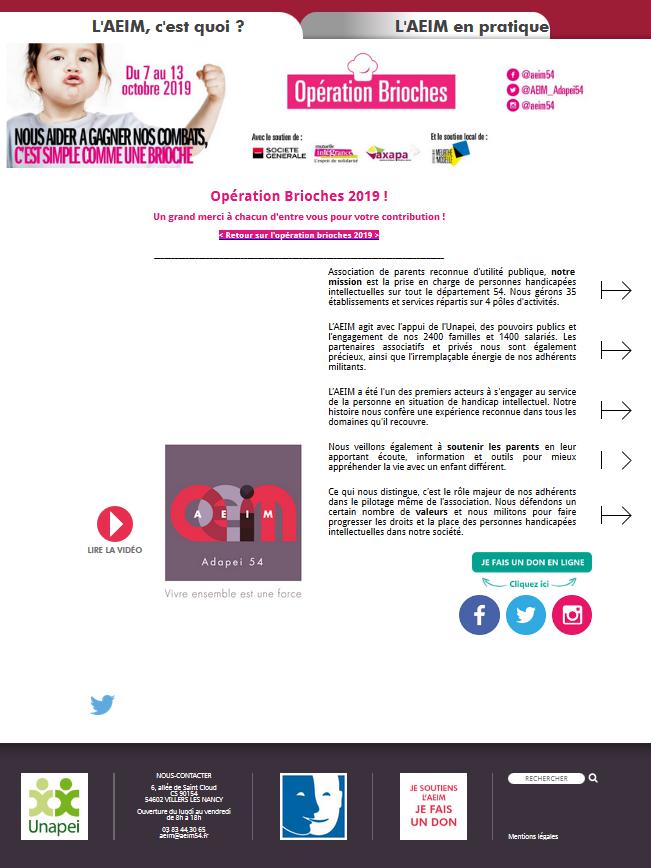 L'AEIM, c'est quoi ?
L'AEIM en pratique
Du 7 au 13
octobre 2019
NOUS AIDER A GAGNER NOS COMBATS,
C'EST SIMPLE COMME UNE BRIOCHE
Opération Brioches
@aeim54
@AEIM_Adapei54
@aeim54
Avec le soutien de :
Et le soutien local de :
SOCIETE
GENERALE
mutuelle
intégrance
L'esprit de solidarité
axapa
MEURTHE
& MOSELLE
Opération Brioches 2019 !
Un grand merci à chacun d'entre vous pour votre contribution !
< Retour sur l'opération brioches 2019 >
Association de parents reconnue d'utilité publique, notre
mission est la prise en charge de personnes handicapées
intellectuelles sur tout le département 54. Nous gérons 35
établissements et services répartis sur 4 pôles d'activités.
L'AEIM agit avec l'appui de l'Unapei, des pouvoirs publics et
l'engagement de nos 2400 familles et 1400 salariés. Les
partenaires associatifs et privés nous sont également
précieux, ainsi que l'irremplaçable énergie de nos adhérents
militants.
L'AEIM a été l'un des premiers acteurs à s'engager au service
de la personne en situation de handicap intellectuel. Notre
histoire nous confère une expérience reconnue dans tous les
domaines qu'il recouvre.
Nous veillons également à soutenir les parents en leur
apportant écoute, information et outils pour mieux
appréhender la vie avec un enfant différent.
Ce qui nous distingue, c'est le rôle majeur de nos adhérents
dans le pilotage même de l'association. Nous défendons un
certain nombre de valeurs et nous militons pour faire
progresser les droits et la place des personnes handicapées
intellectuelles dans notre société.
LIRE LA VIDÉO
A E I M
Adapei 54
Vivre ensemble est une force
JE FAIS UN DON EN LIGNE
Cliquez ici
Unapei
NOUS-CONTACTER
6, allée de Saint Cloud
CS 90154
54602 VILLERS LES NANCY
Ouverture du lundi au vendredi
de 8h à 18h
03 83 44 30 65
aeim@aeim54.fr
JE SOUTIENS
L'AEIM
JE FAIS
UN DON
RECHERCHER
Mentions légales